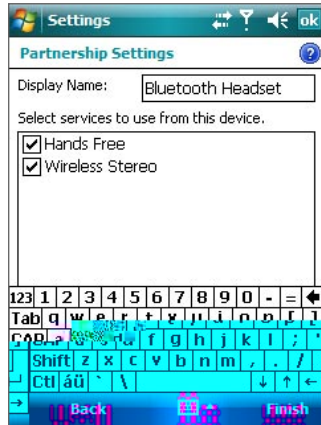 Settings
ok
Partnership Settings
?
Display Name: Bluetooth Headset
Select services to use from this device.
Hands Free
Wireless Stereo
123 1 2 3 4 5 6 7 8 9 0 - =
Tab q w e r t y u i o p [ ]
a d f g h j k l ; '
Shift z x c v b n m , . /
Ctl áü ` \
Back Finish